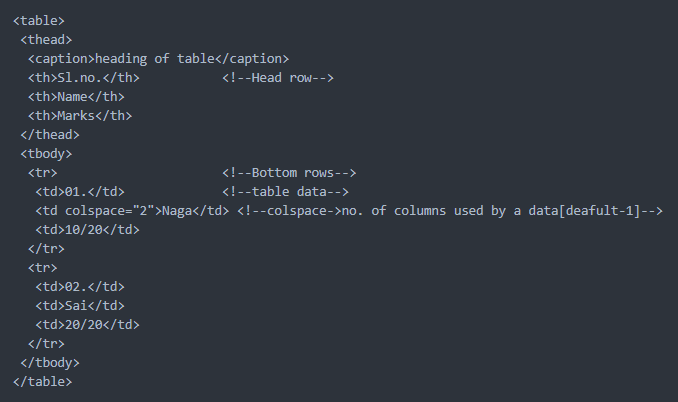 <table>
<thead>
<caption>heading of table</caption>
<th>Sl.no.</th> <!--Head row-->
<th>Name</th>
<th>Marks</th>
</thead>
<tbody>
<tr> <!--Bottom rows-->
<td>01.</td> <!--table data-->
<td colspace="2">Naga</td> <!--colspace->no. of columns used by a data[deafult-1]-->
<td>10/20</td>
</tr>
<tr>
<td>02.</td>
<td>Sai</td>
<td>20/20</td>
</tr>
</tbody>
</table>